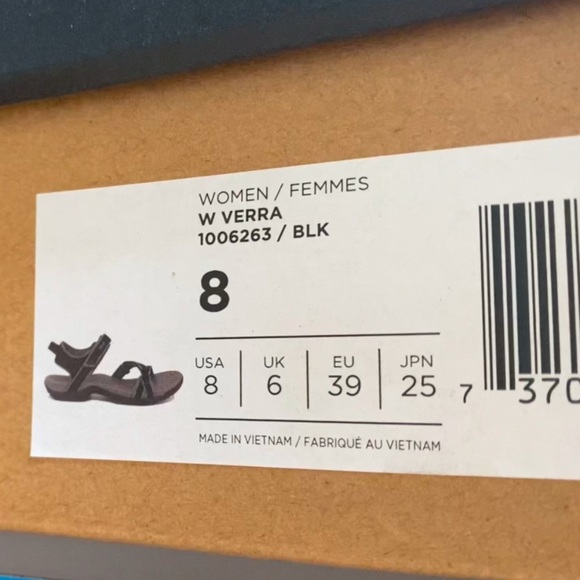 WOMEN / FEMMES
W VERRA
1006263 / BLK
8
USA UK EU JPN
8 6 39 25
MADE IN VIETNAM / FABRIQUÉ AU VIETNAM
7 370